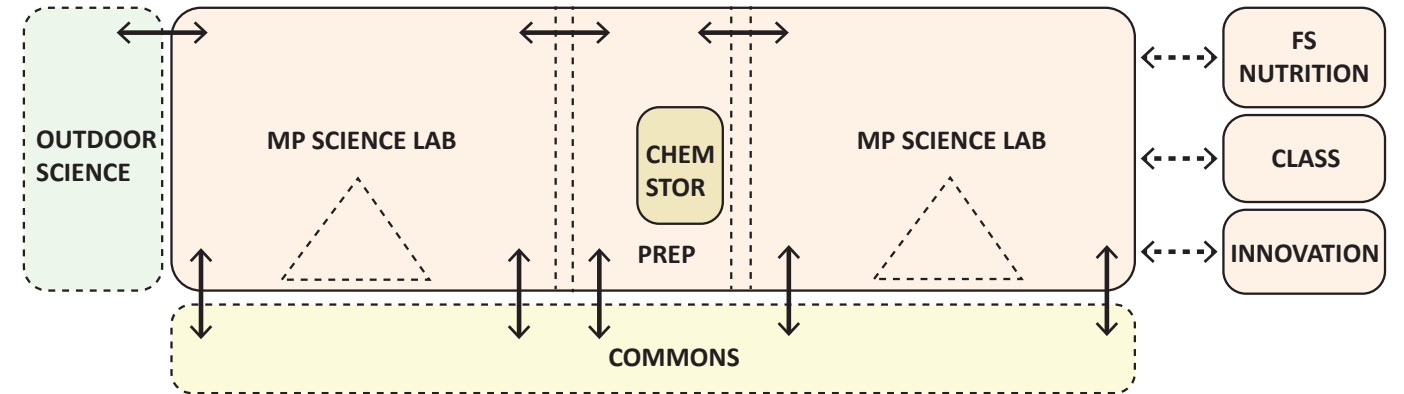 OUTDOOR
SCIENCE
MP SCIENCE LAB
CHEM
STOR
PREP
MP SCIENCE LAB
FS
NUTRITION
CLASS
INNOVATION
COMMONS